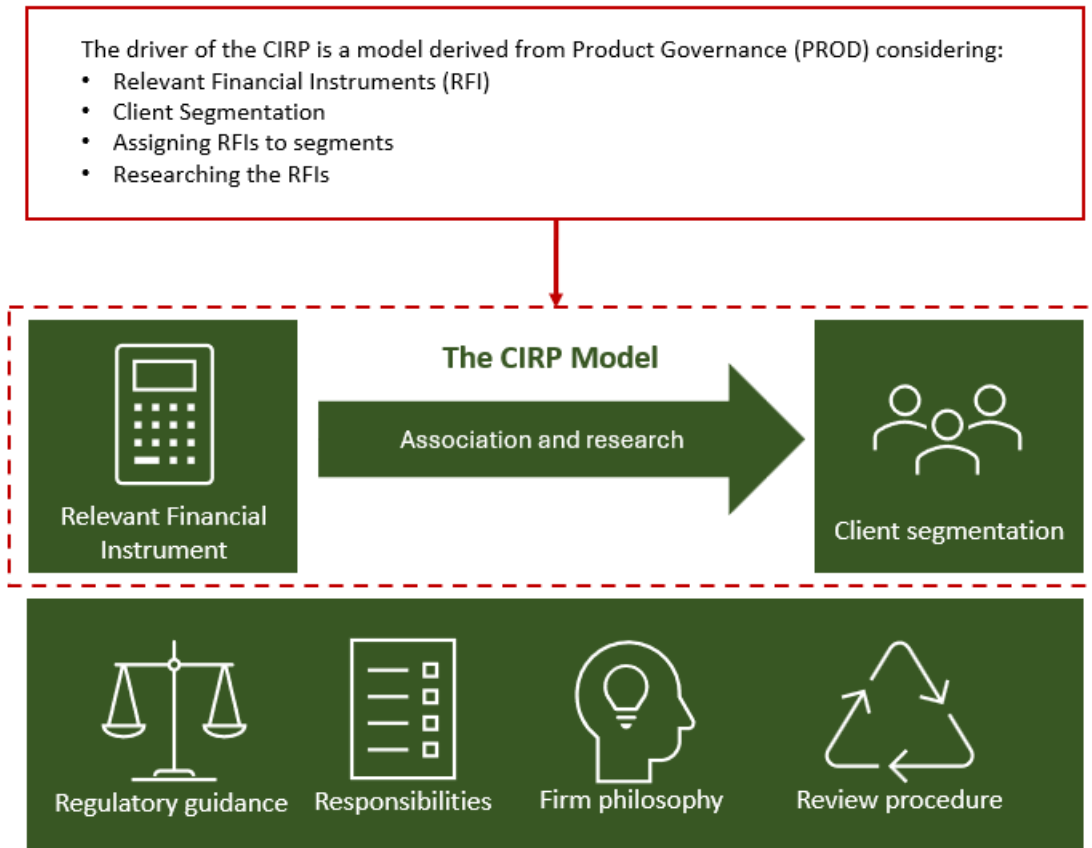 The driver of the CIRP is a model derived from Product Governance (PROD) considering:
• Relevant Financial Instruments (RFI)
• Client Segmentation
• Assigning RFIs to segments
• Researching the RFIs
The CIRP Model
Association and research
Relevant Financial
Instrument
Client segmentation
Regulatory guidance
Responsibilities
Firm philosophy
Review procedure